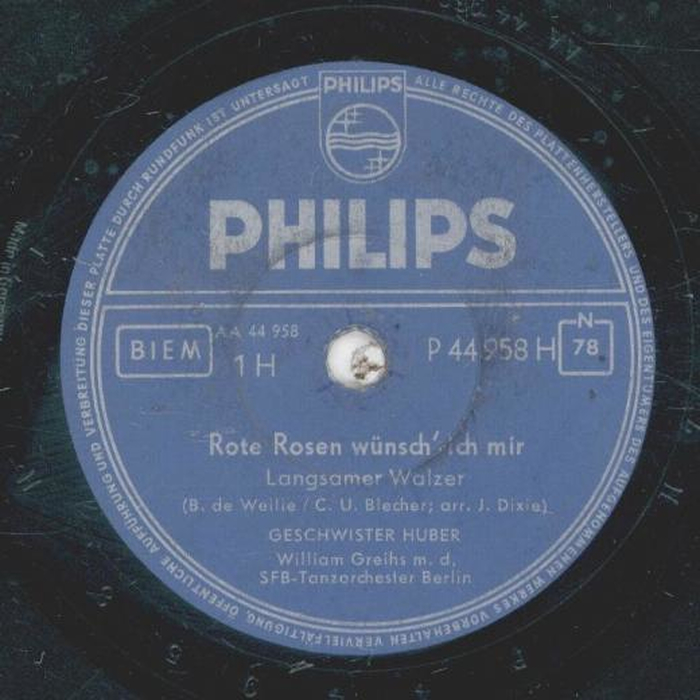 PHILIPS
ALLE RECHTE DES PLATTENHERSTELLERS UND DES EIGENTÜMERS DES AUFGENOMMENEN WERKES VORBEHALTEN VERVIELFÄLTIGUNG, ÖFFENTLICHE AUFFÜHRUNG UND VERBREITUNG DIESER PLATTE DURCH RUNDFUNK IST UNTERSAGT
PHILIPS
BIEM
AA 44 958
1 H
P 44 958 H
N
78
Rote Rosen wünsch' ich mir
Langsamer Walzer
(B. de Weille / C. U. Blecher; arr. J. Dixie)
GESCHWISTER HUBER
William Greihs m. d.
SFB-Tanzorchester Berlin